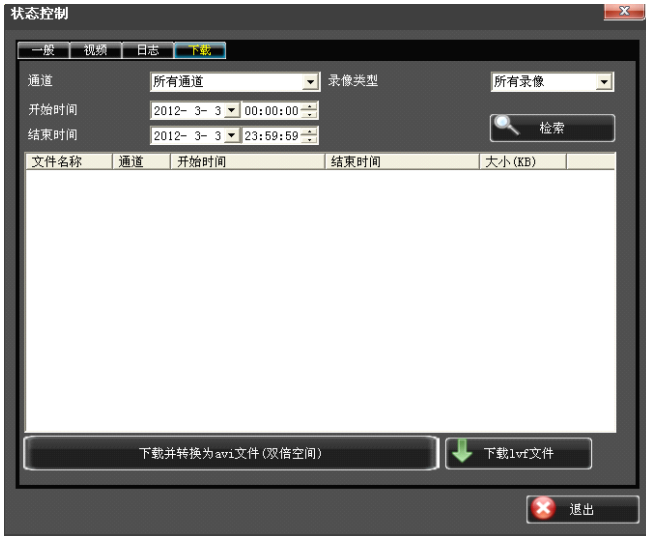 状态控制
一般 视频 日志 下载
通道 所有通道 录像类型 所有录像
开始时间 2012- 3- 3 00:00:00
结束时间 2012- 3- 3 23:59:59
检索
文件名称 通道 开始时间 结束时间 大小(KB)
下载并转换为avi文件(双倍空间) 下载lvf文件
退出